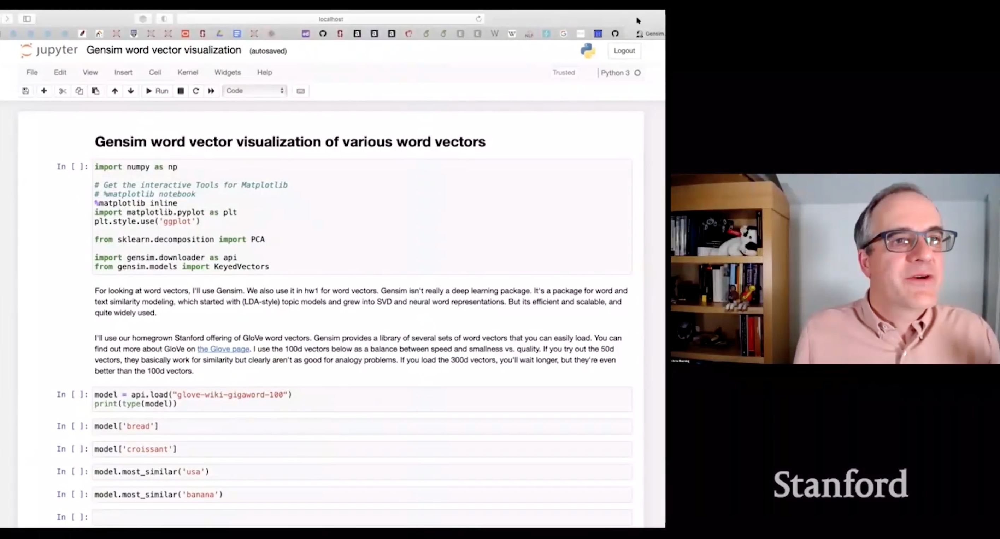 localhost
Gensim
jupyter Gensim word vector visualization (autosaved)
Logout
File Edit View Insert Cell Kernel Widgets Help
Trusted Python 3
Run Code
Gensim word vector visualization of various word vectors
In [ ]: import numpy as np
# Get the interactive Tools for Matplotlib
# %matplotlib notebook
%matplotlib inline
import matplotlib.pyplot as plt
plt.style.use('ggplot')
from sklearn.decomposition import PCA
import gensim.downloader as api
from gensim.models import KeyedVectors
For looking at word vectors, I'll use Gensim. We also use it in hw1 for word vectors. Gensim isn't really a deep learning package. It's a package for word and
text similarity modeling, which started with (LDA-style) topic models and grew into SVD and neural word representations. But its efficient and scalable, and
quite widely used.
I'll use our homegrown Stanford offering of GloVe word vectors. Gensim provides a library of several sets of word vectors that you can easily load. You can
find out more about GloVe on the Glove page. I use the 100d vectors below as a balance between speed and smallness vs. quality. If you try out the 50d
vectors, they basically work for similarity but clearly aren't as good for analogy problems. If you load the 300d vectors, you'll wait longer, but they're even
better than the 100d vectors.
In [ ]: model = api.load("glove-wiki-gigaword-100")
print(type(model))
In [ ]: model['bread']
In [ ]: model['croissant']
In [ ]: model.most_similar('usa')
In [ ]: model.most_similar('banana')
In [ ]:
Chris Manning
Stanford